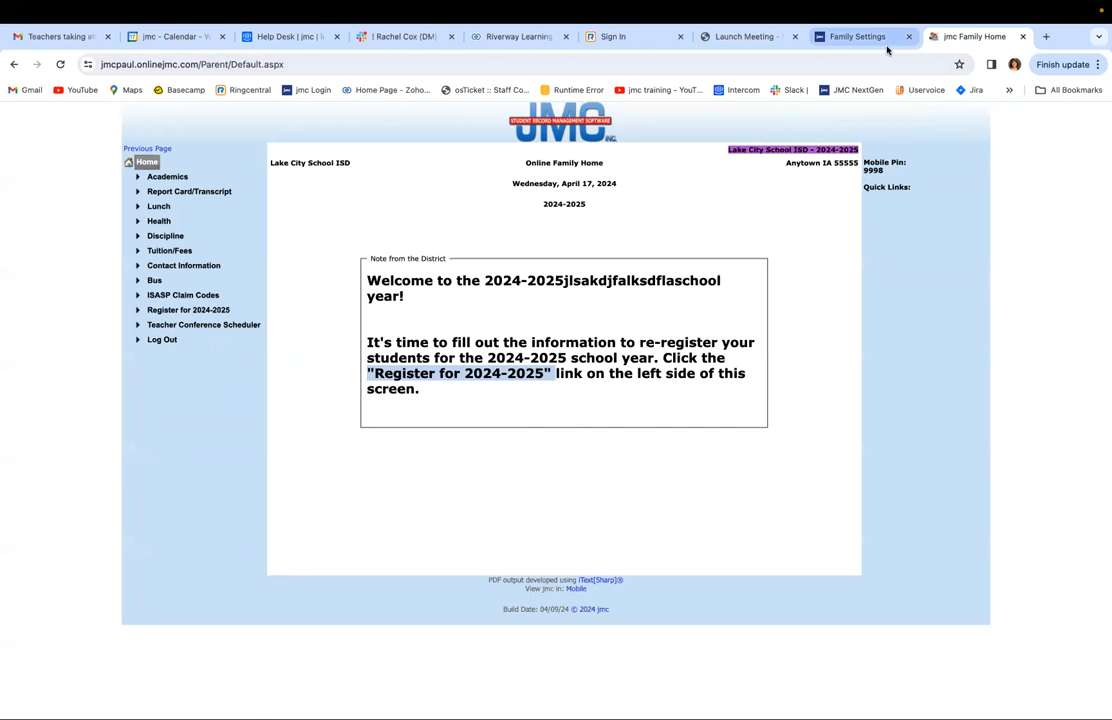 Teachers taking at
jmc - Calendar - W
Help Desk | jmc | I
! Rachel Cox (DM)
Riverway Learning
Sign In
Launch Meeting -
Family Settings
jmc Family Home
jmcpaul.onlinejmc.com/Parent/Default.aspx
Finish update
Gmail
YouTube
Maps
Basecamp
Ringcentral
jmc Login
Home Page - Zoho...
osTicket :: Staff Co...
Runtime Error
jmc training - YouT...
Intercom
Slack |
JMC NextGen
Uservoice
Jira
All Bookmarks
STUDENT RECORD MANAGEMENT SOFTWARE
JMC INC.
Previous Page
Home
Academics
Report Card/Transcript
Lunch
Health
Discipline
Tuition/Fees
Contact Information
Bus
ISASP Claim Codes
Register for 2024-2025
Teacher Conference Scheduler
Log Out
Lake City School ISD - 2024-2025
Lake City School ISD
Online Family Home
Anytown IA 55555
Wednesday, April 17, 2024
2024-2025
Note from the District
Welcome to the 2024-2025jlsakdjfalksdflaschool
year!
It's time to fill out the information to re-register your
students for the 2024-2025 school year. Click the
"Register for 2024-2025" link on the left side of this
screen.
Mobile Pin:
9998
Quick Links:
PDF output developed using iText[Sharp]®
View jmc in: Mobile
Build Date: 04/09/24 © 2024 jmc